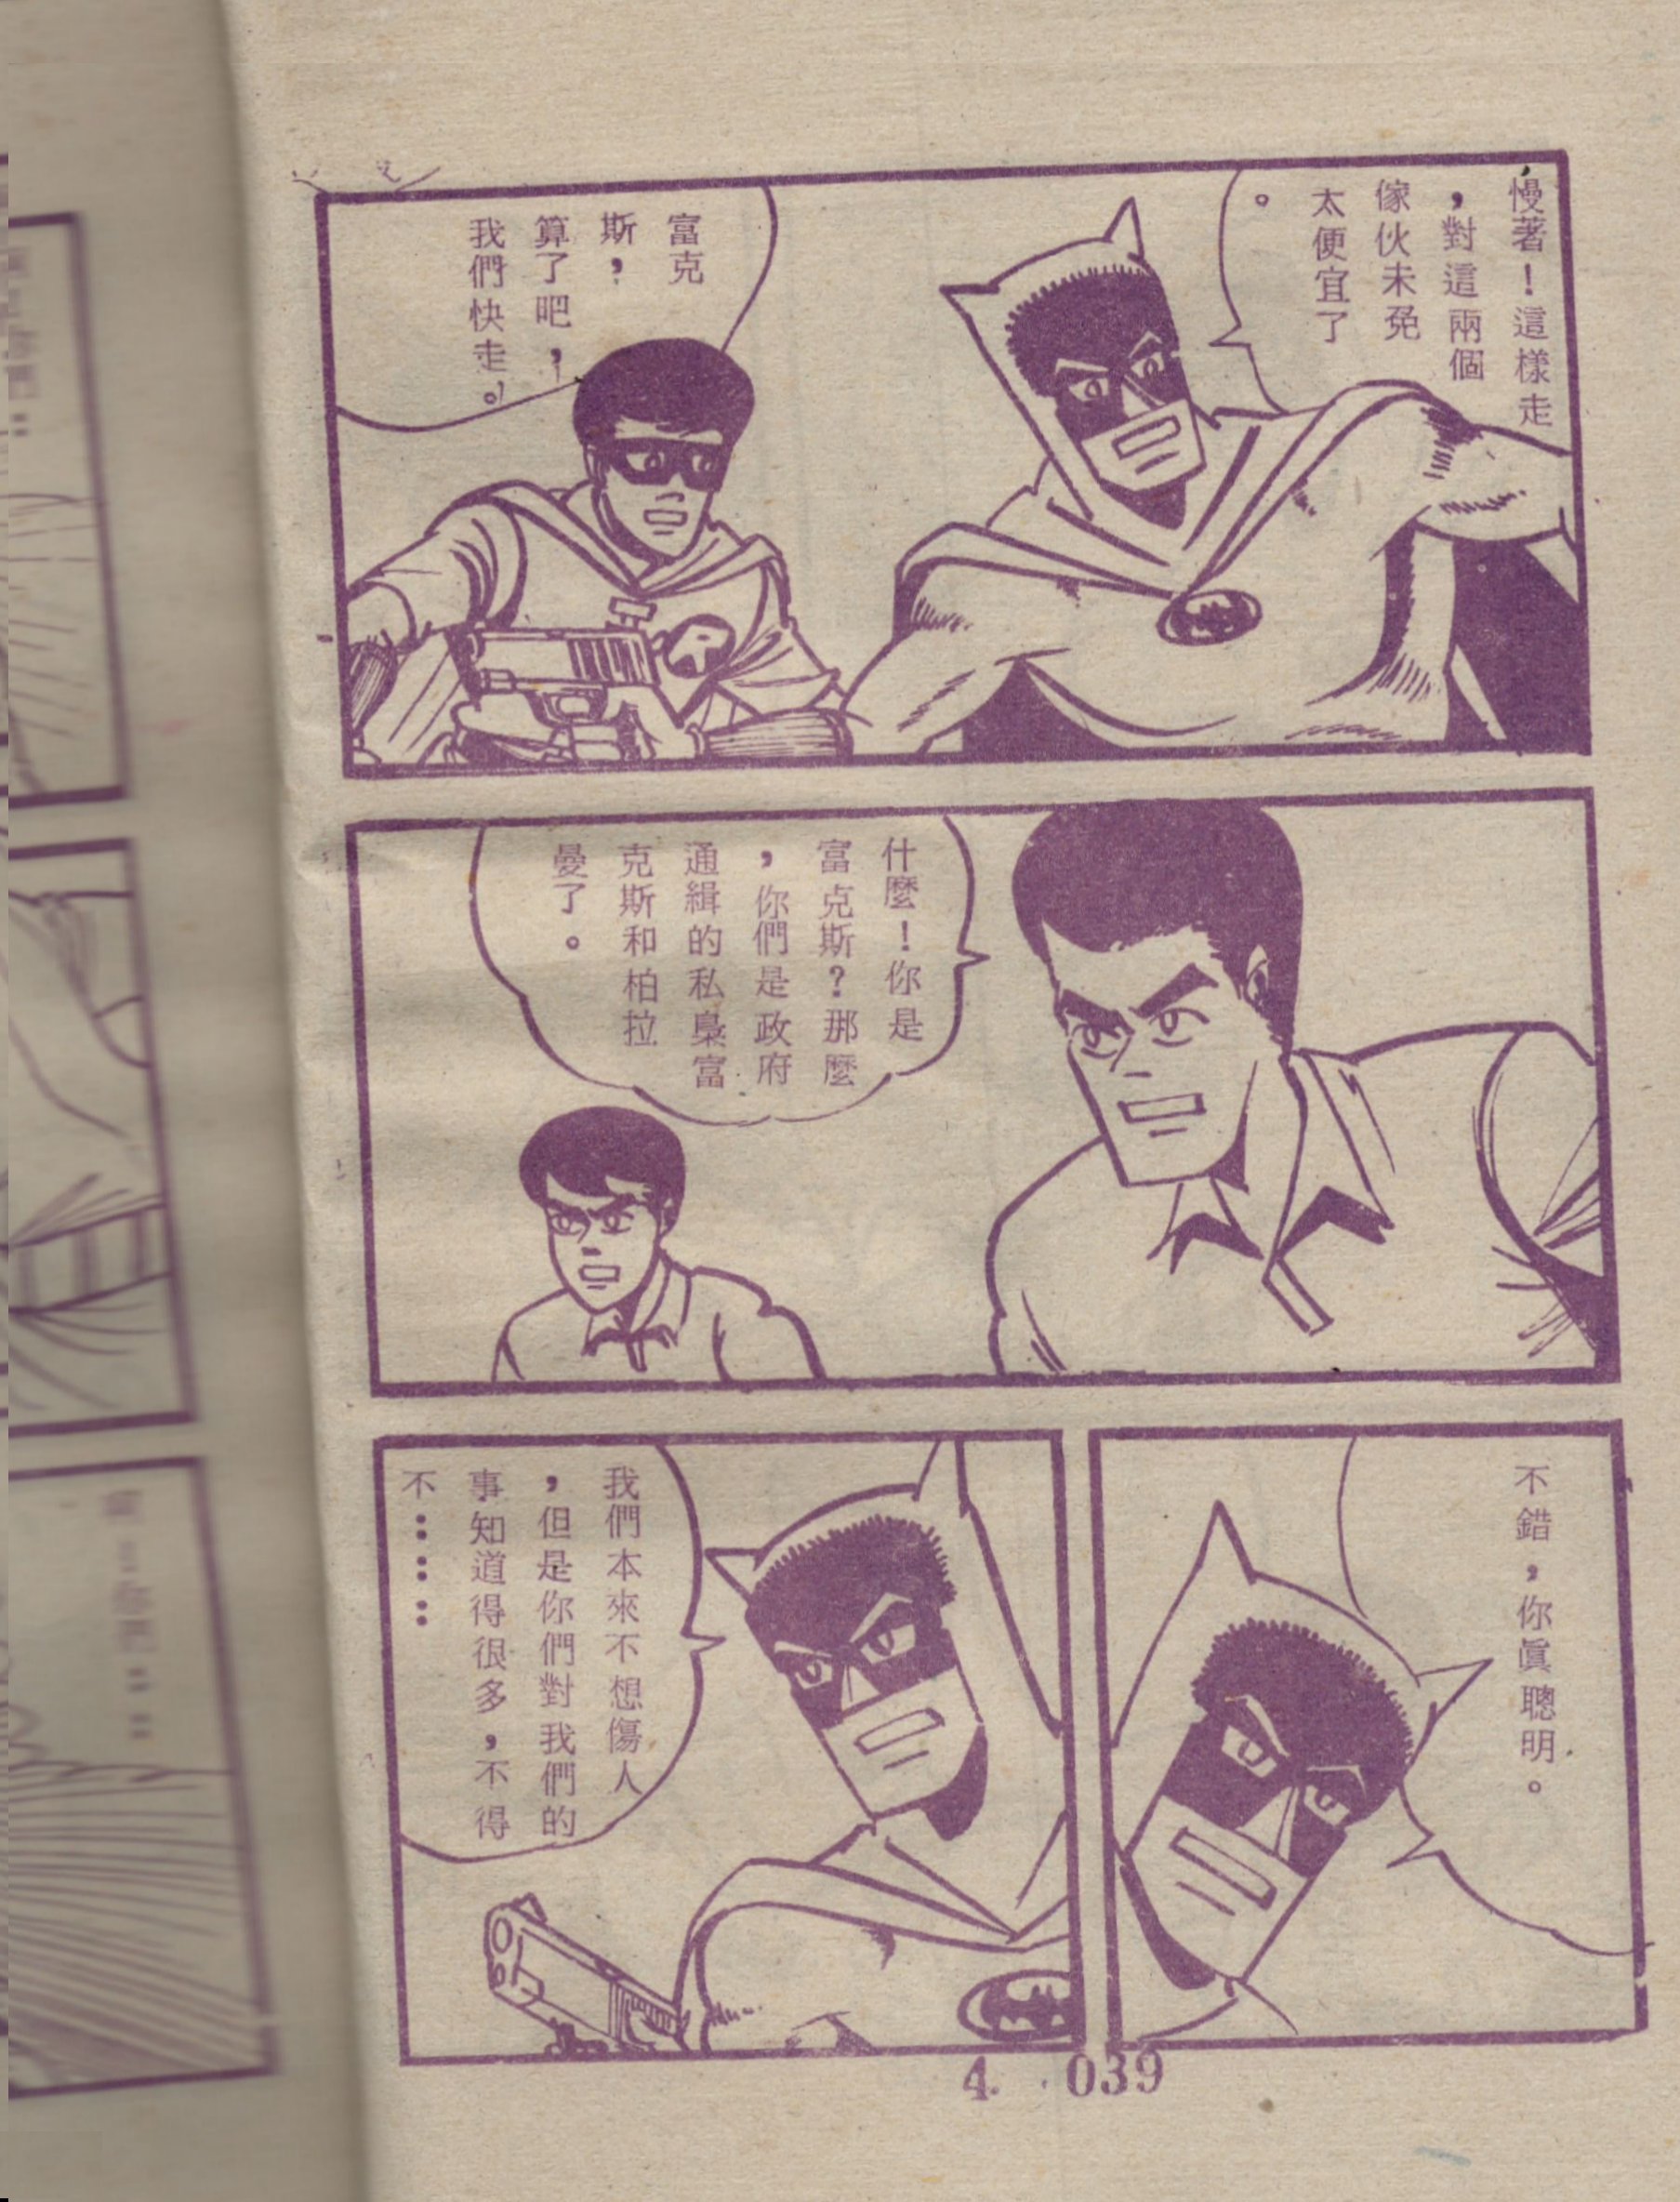 慢著！這樣走
，對這兩個
傢伙未免
太便宜了
。
富克
斯，
算了吧，
我們快走。
R
什麼！你是
富克斯？那麼
，你們是政府
通緝的私梟富
克斯和柏拉
曼了。
不錯，你眞聰明。
我們本來不想傷人
，但是你們對我們的
事知道得很多，不得
不……
4 039